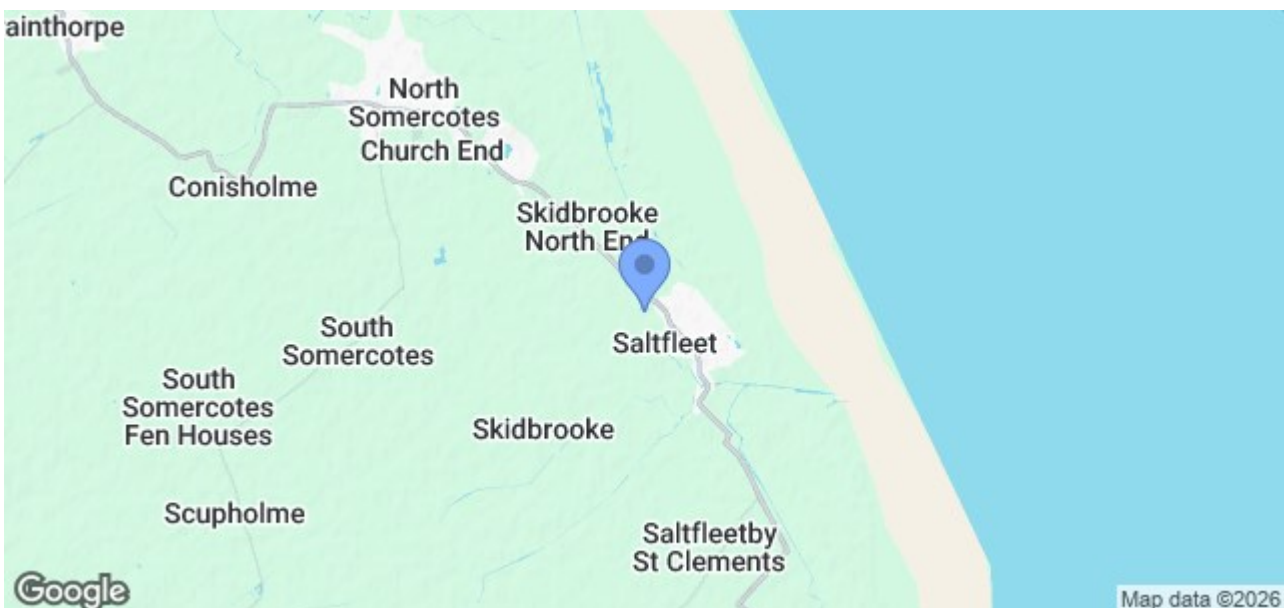 ainthorpe
North
Somercotes
Church End
Conisholme
Skidbrooke
North End
South
Somercotes
Saltfleet
South
Somercotes
Fen Houses
Skidbrooke
Scupholme
Saltfleetby
St Clements
Google
Map data ©2026